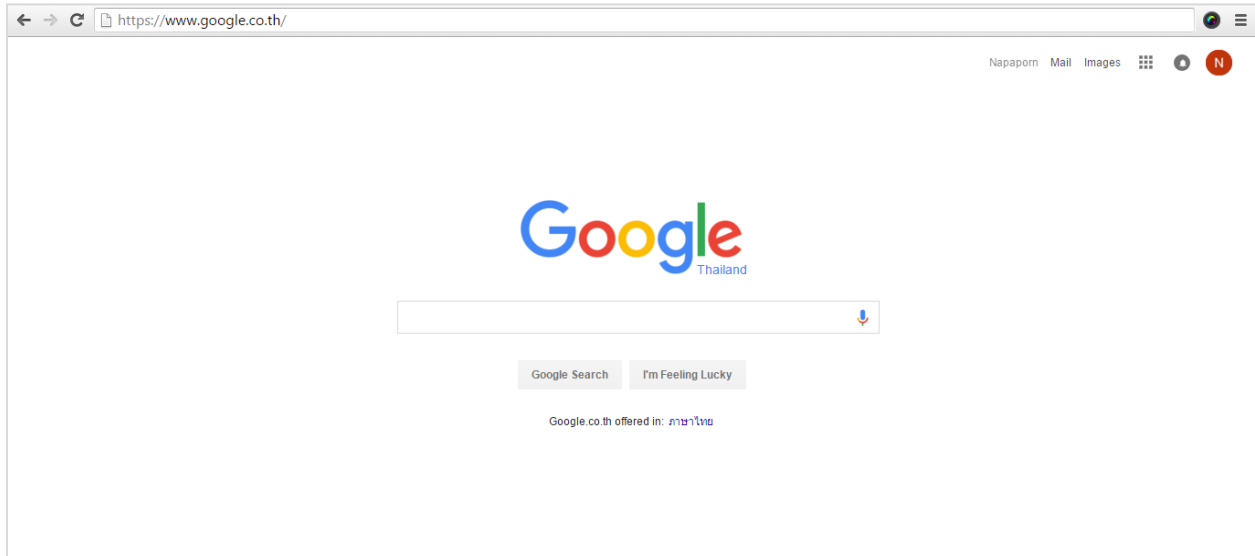 https://www.google.co.th/
Napaporn Mail Images N
Google
Thailand
Google Search I'm Feeling Lucky
Google.co.th offered in: ภาษาไทย